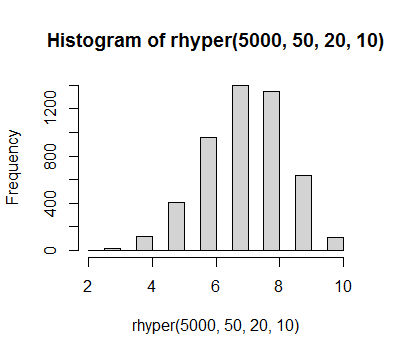 Histogram of rhyper(5000, 50, 20, 10)
Frequency
1200
800
400
0
2 4 6 8 10
rhyper(5000, 50, 20, 10)